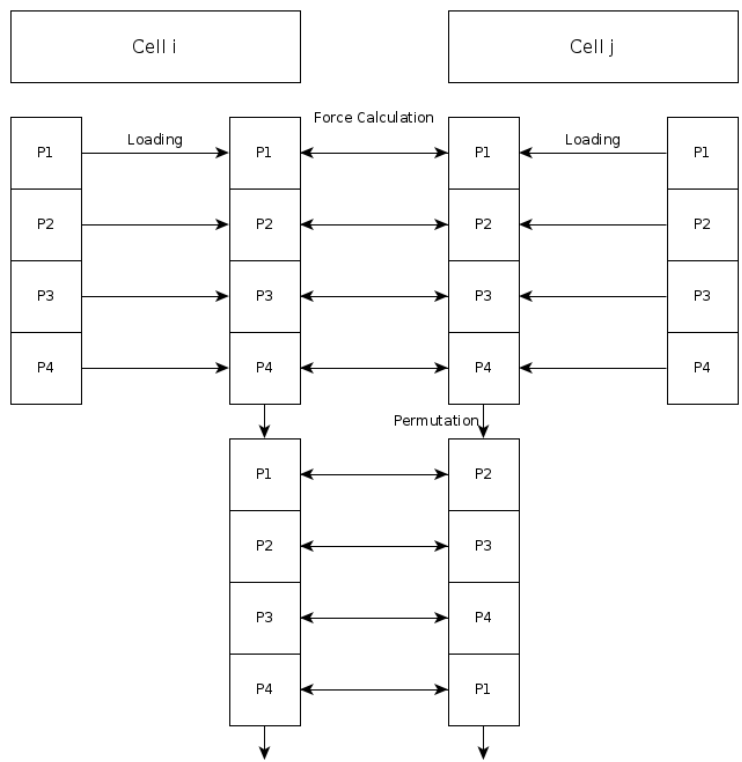 Cell i
Cell j
Force Calculation
Loading
Loading
P1
P1
P1
P1
P2
P2
P2
P2
P3
P3
P3
P3
P4
P4
P4
P4
Permutation
P1
P2
P2
P3
P3
P4
P4
P1